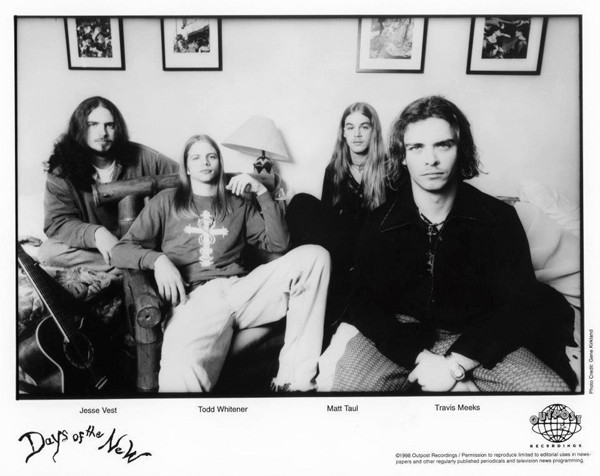 Photo Credit: Gene Kirkland
Jesse Vest
Todd Whitener
Matt Taul
Travis Meeks
Days of the New
OUTPOST
RECORDINGS
©1998 Outpost Recordings / Permission to reproduce limited to editorial uses in news-
papers and other regularly published periodicals and television news programming.